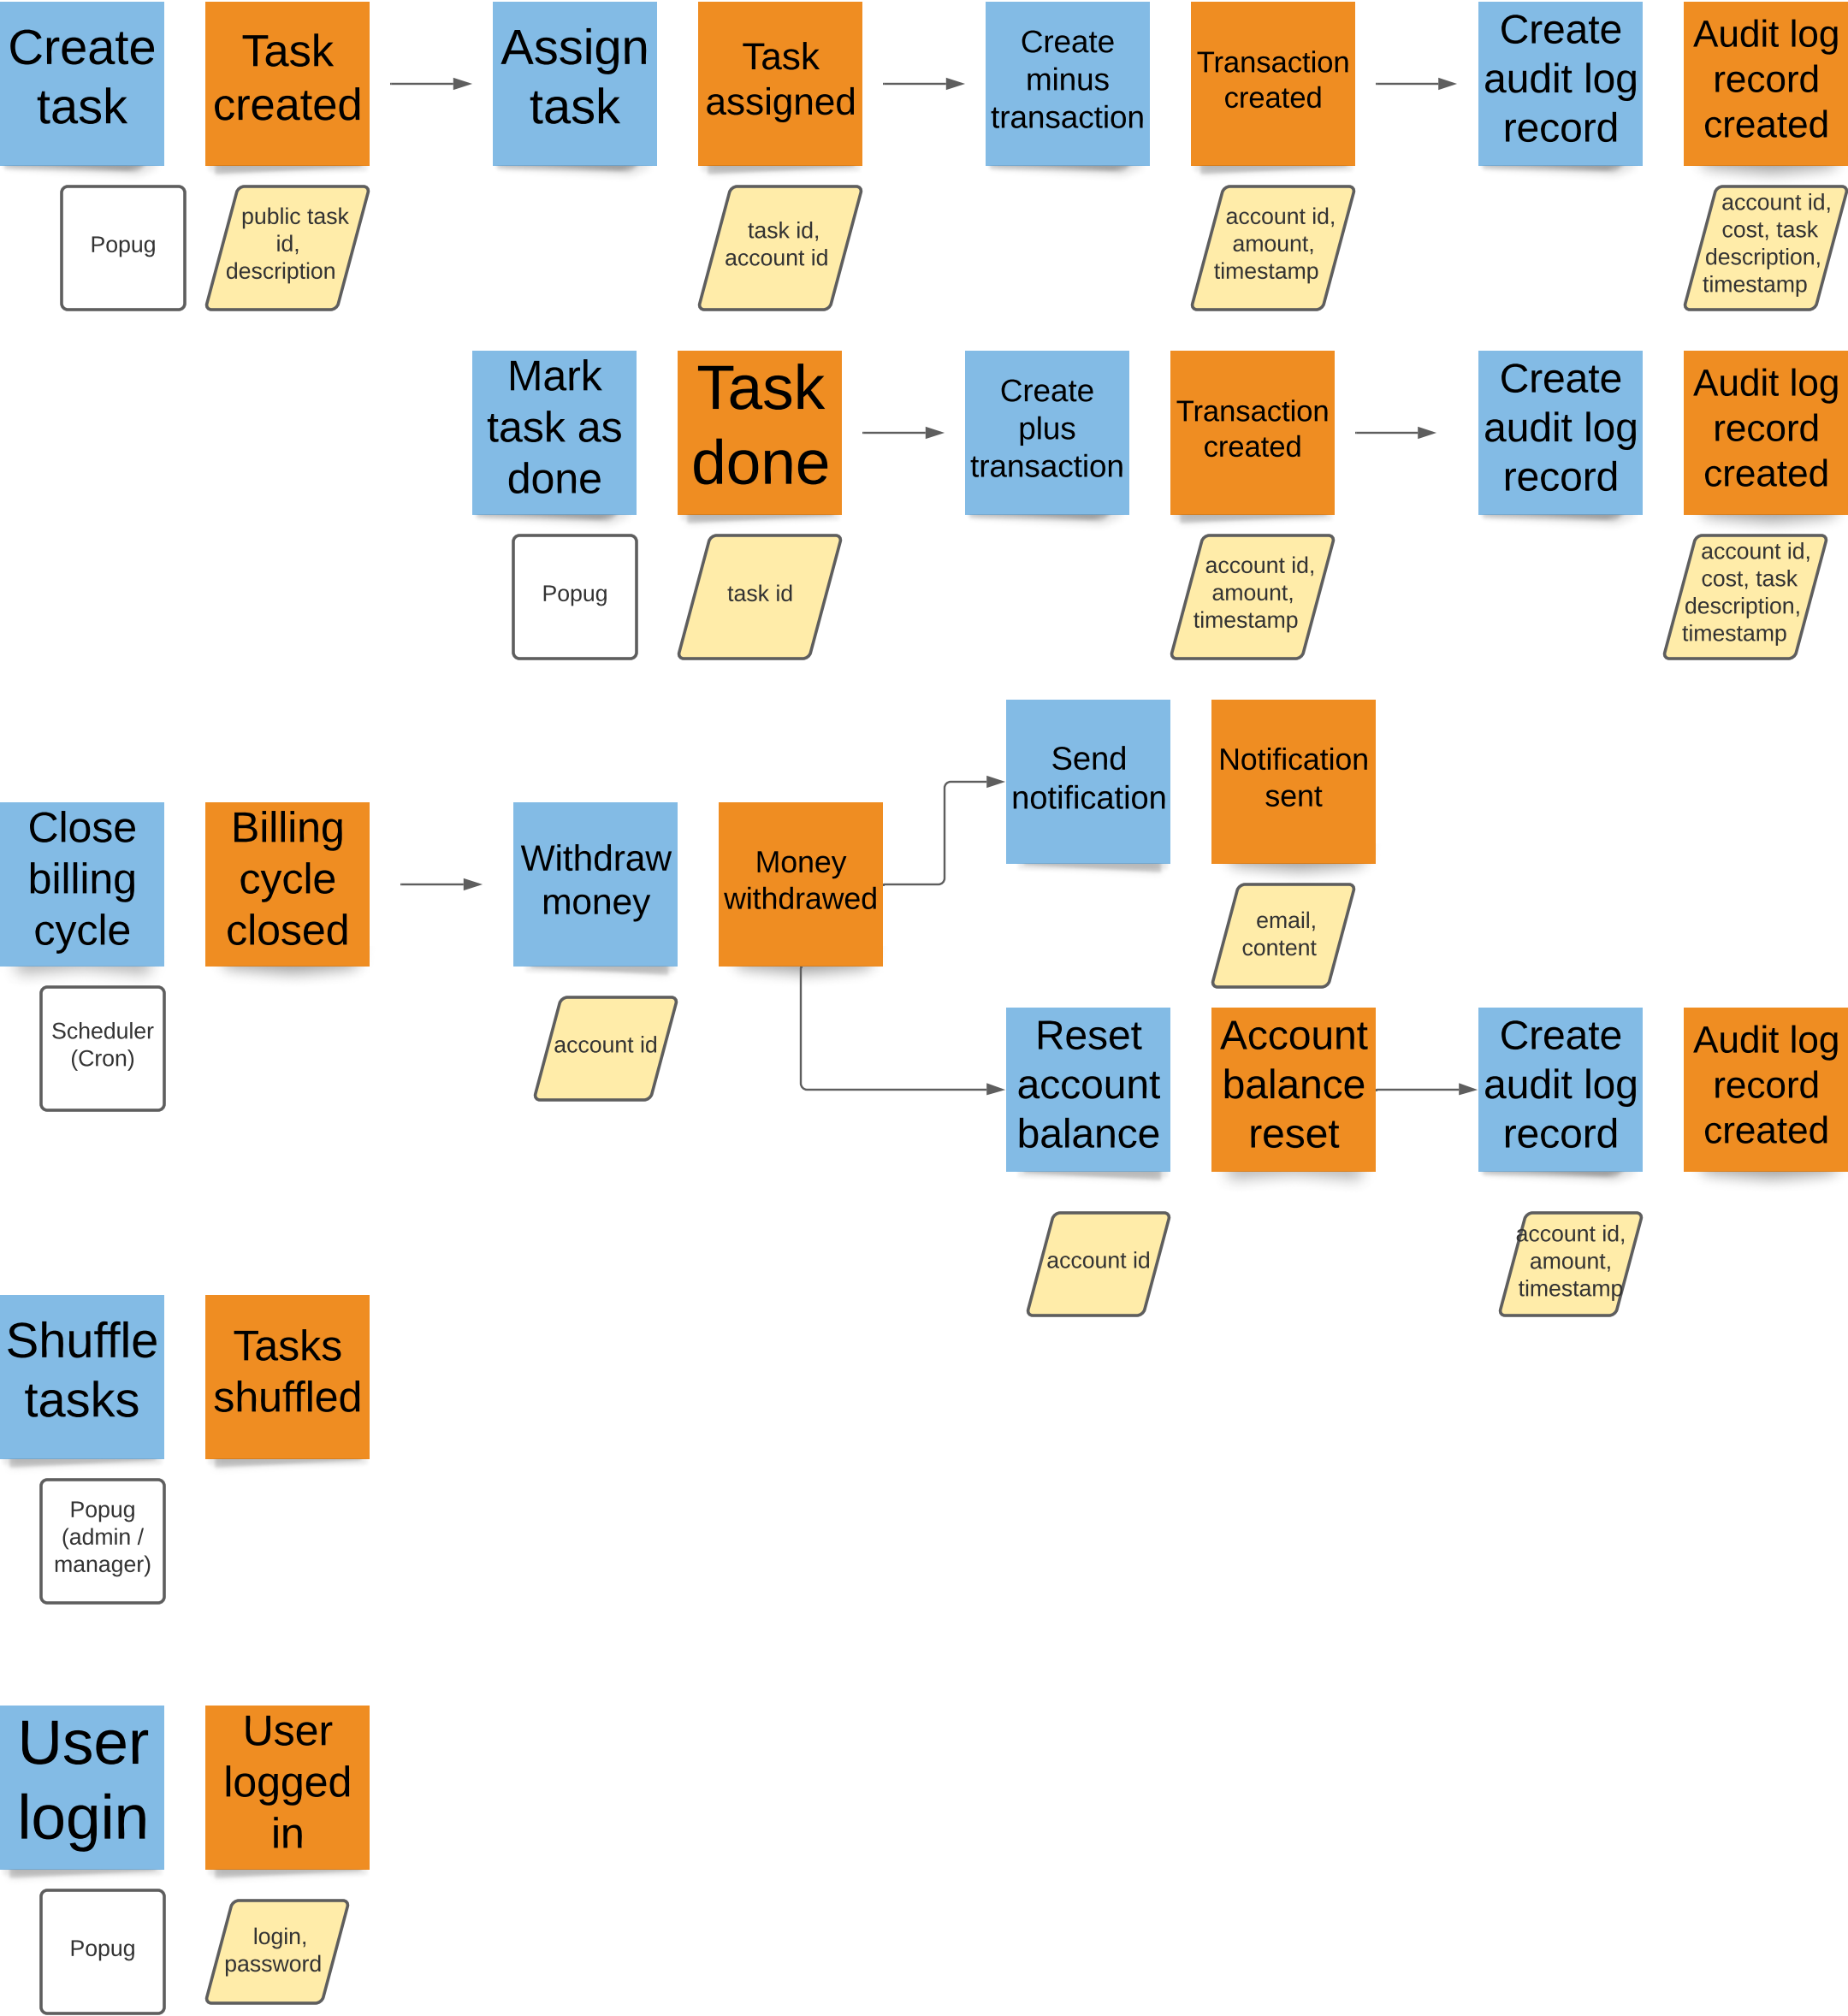 Create
task
Task
created
Assign
task
Task
assigned
Create
minus
transaction
Transaction
created
Create
audit log
record
Audit log
record
created
Popug
public task
id,
description
task id,
account id
account id,
amount,
timestamp
account id,
cost, task
description,
timestamp
Mark
task as
done
Task
done
Create
plus
transaction
Transaction
created
Create
audit log
record
Audit log
record
created
Popug
task id
account id,
amount,
timestamp
account id,
cost, task
description,
timestamp
Send
notification
Notification
sent
Close
billing
cycle
Billing
cycle
closed
Withdraw
money
Money
withdrawed
email,
content
Scheduler
(Cron)
account id
Reset
account
balance
Account
balance
reset
Create
audit log
record
Audit log
record
created
account id
account id,
amount,
timestamp
Shuffle
tasks
Tasks
shuffled
Popug
(admin /
manager)
User
login
User
logged
in
Popug
login,
password